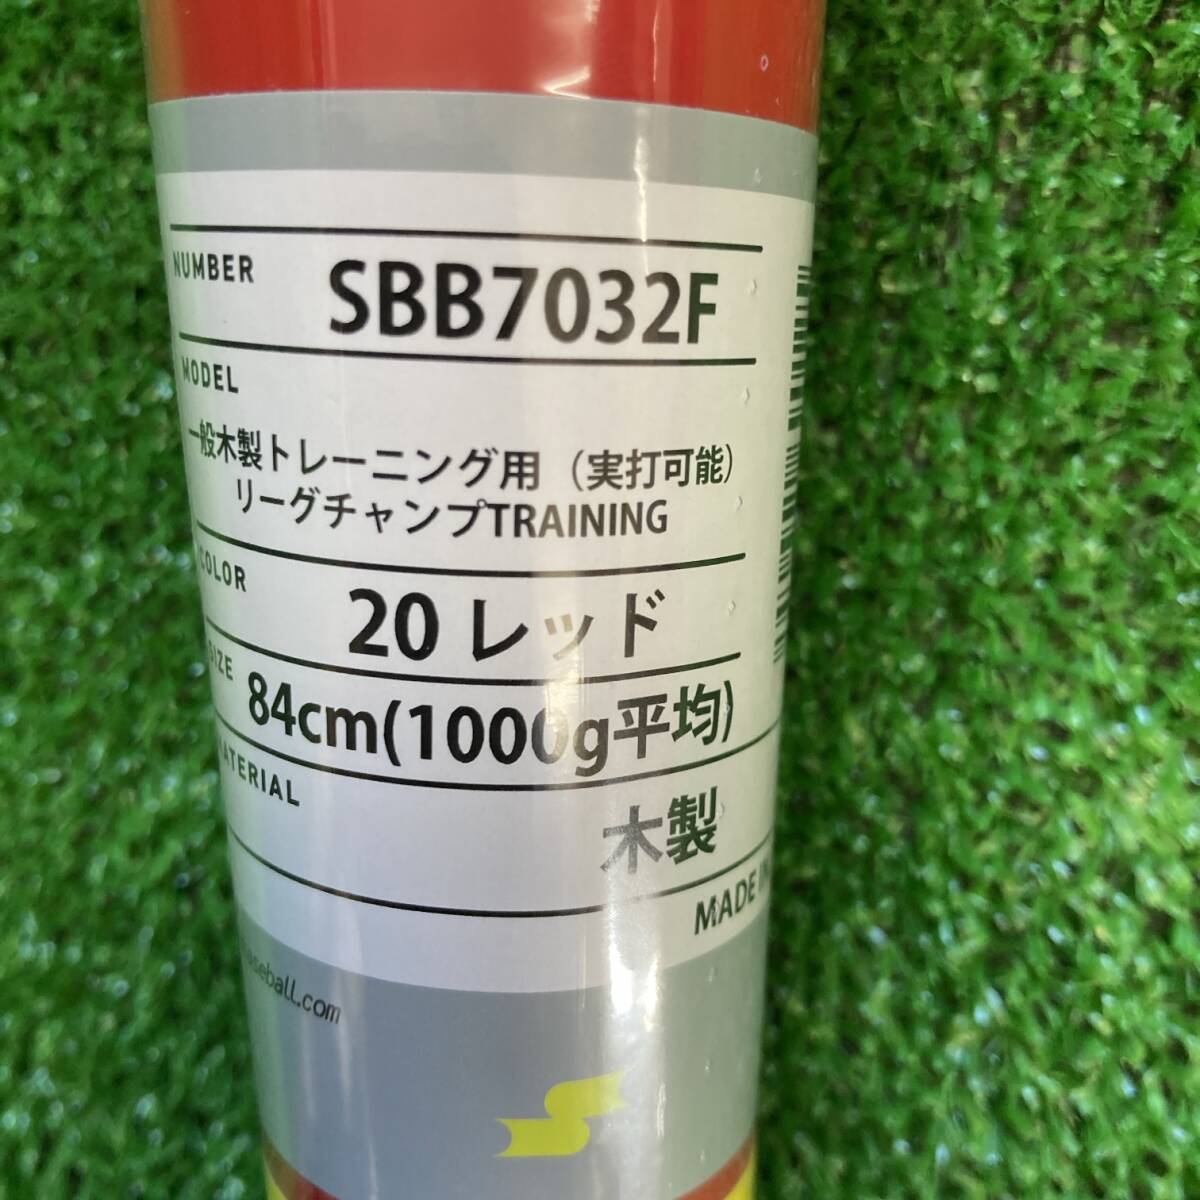 NUMBER
SBB7032F
MODEL
一般木製トレーニング用（実打可能）
リーグチャンプTRAINING
COLOR
20 レッド
SIZE
84cm(1000g平均)
MATERIAL
木製
MADE IN
aseball.com